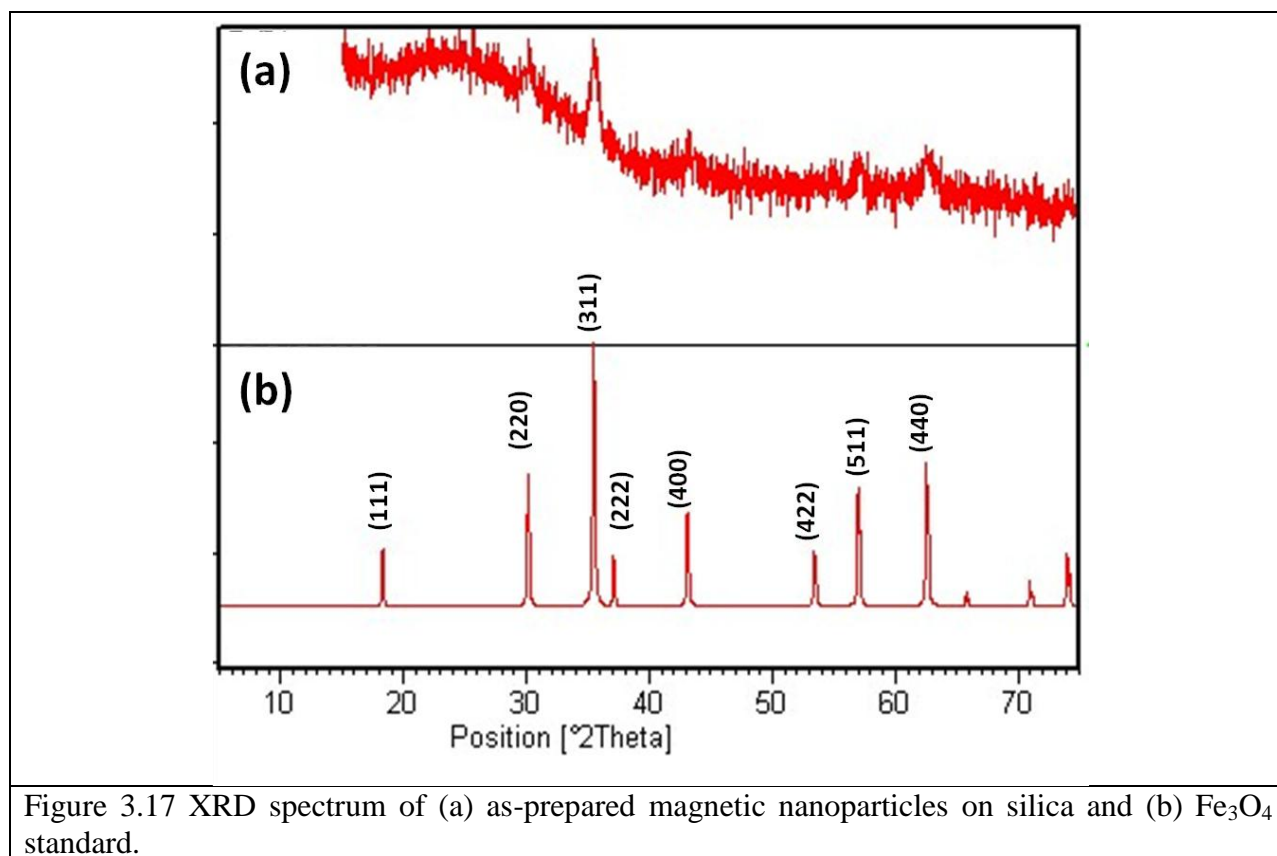 (a)
(311)
(b)
(220)
(440)
(511)
(111)
(222)
(400)
(422)
10 20 30 40 50 60 70
Position [°2Theta]
Figure 3.17 XRD spectrum of (a) as-prepared magnetic nanoparticles on silica and (b) Fe₃O₄
standard.